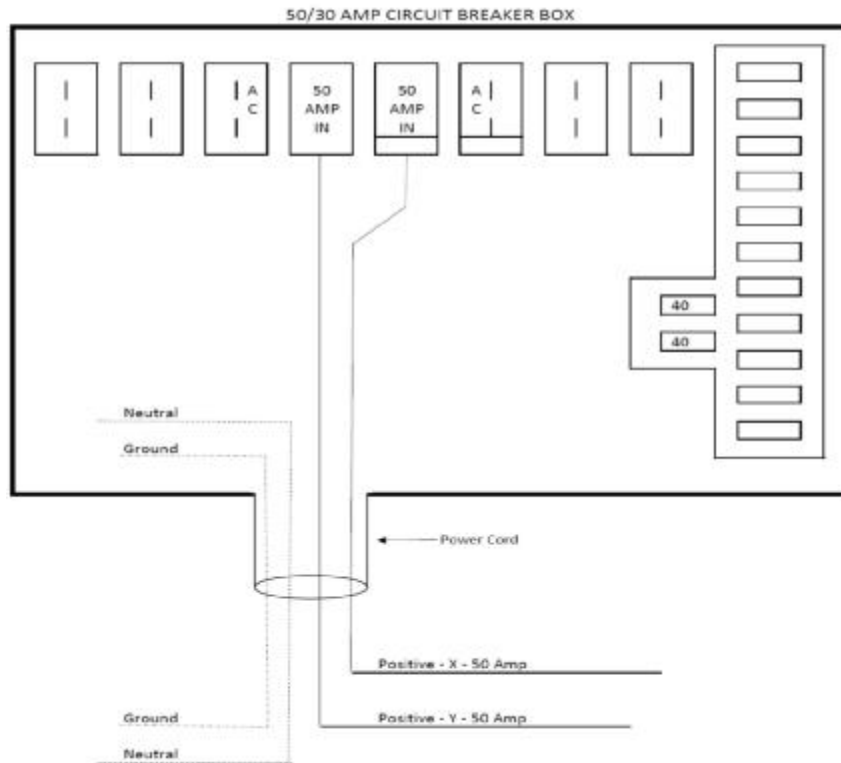 50/30 AMP CIRCUIT BREAKER BOX
A
C
50
AMP
IN
50
AMP
IN
A
C
40
40
Neutral
Ground
Power Cord
Positive - X - 50 Amp
Ground
Positive - Y - 50 Amp
Neutral